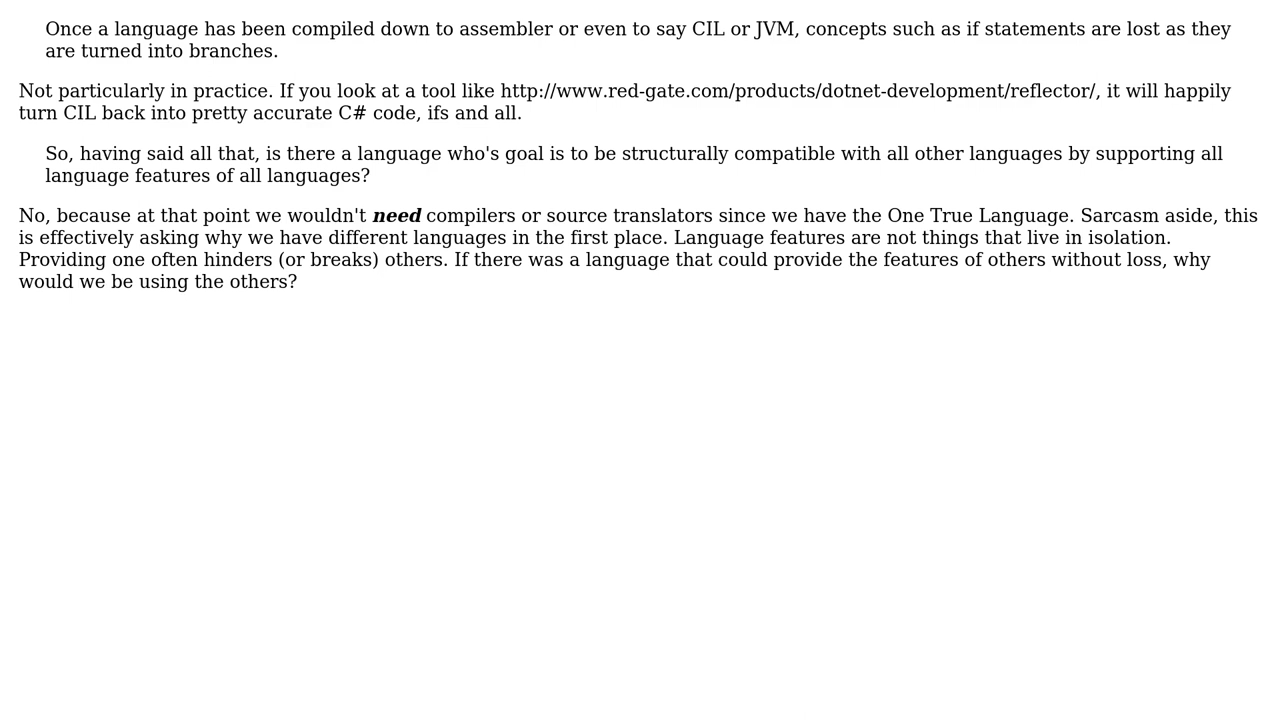 Once a language has been compiled down to assembler or even to say CIL or JVM, concepts such as if statements are lost as they
are turned into branches.
Not particularly in practice. If you look at a tool like http://www.red-gate.com/products/dotnet-development/reflector/, it will happily
turn CIL back into pretty accurate C# code, ifs and all.
So, having said all that, is there a language who's goal is to be structurally compatible with all other languages by supporting all
language features of all languages?
No, because at that point we wouldn't need compilers or source translators since we have the One True Language. Sarcasm aside, this
is effectively asking why we have different languages in the first place. Language features are not things that live in isolation.
Providing one often hinders (or breaks) others. If there was a language that could provide the features of others without loss, why
would we be using the others?